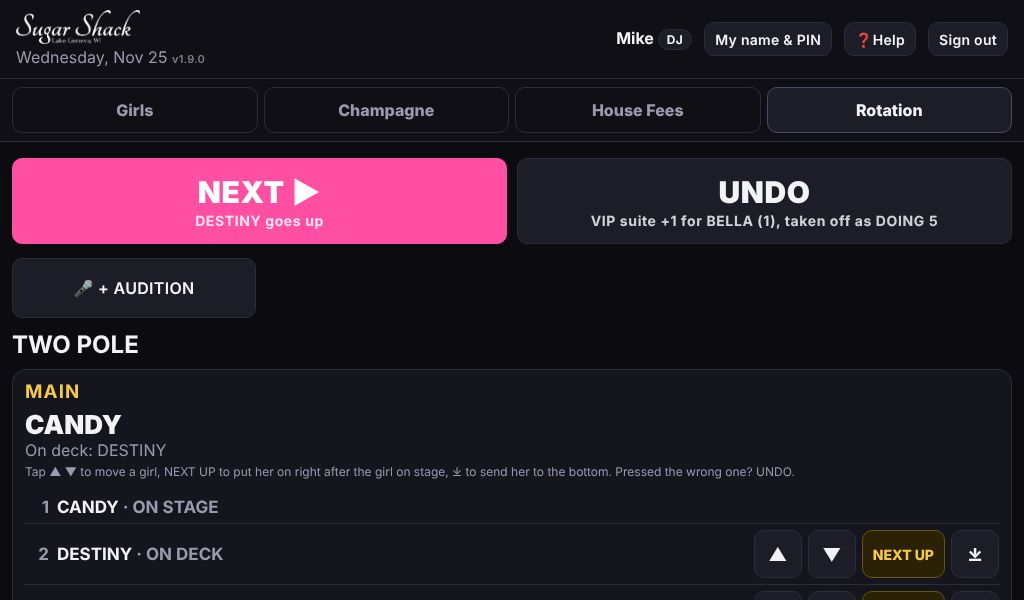 Sugar Shack
Lake Geneva, WI
Wednesday, Nov 25 v1.9.0
Mike DJ
My name & PIN
❓Help
Sign out
Girls
Champagne
House Fees
Rotation
NEXT ▶
DESTINY goes up
UNDO
VIP suite +1 for BELLA (1), taken off as DOING 5
🎤 + AUDITION
TWO POLE
MAIN
CANDY
On deck: DESTINY
Tap ▲ ▼ to move a girl, NEXT UP to put her on right after the girl on stage, ⤓ to send her to the bottom. Pressed the wrong one? UNDO.
1 CANDY · ON STAGE
2 DESTINY · ON DECK ▲ ▼ NEXT UP ⤓